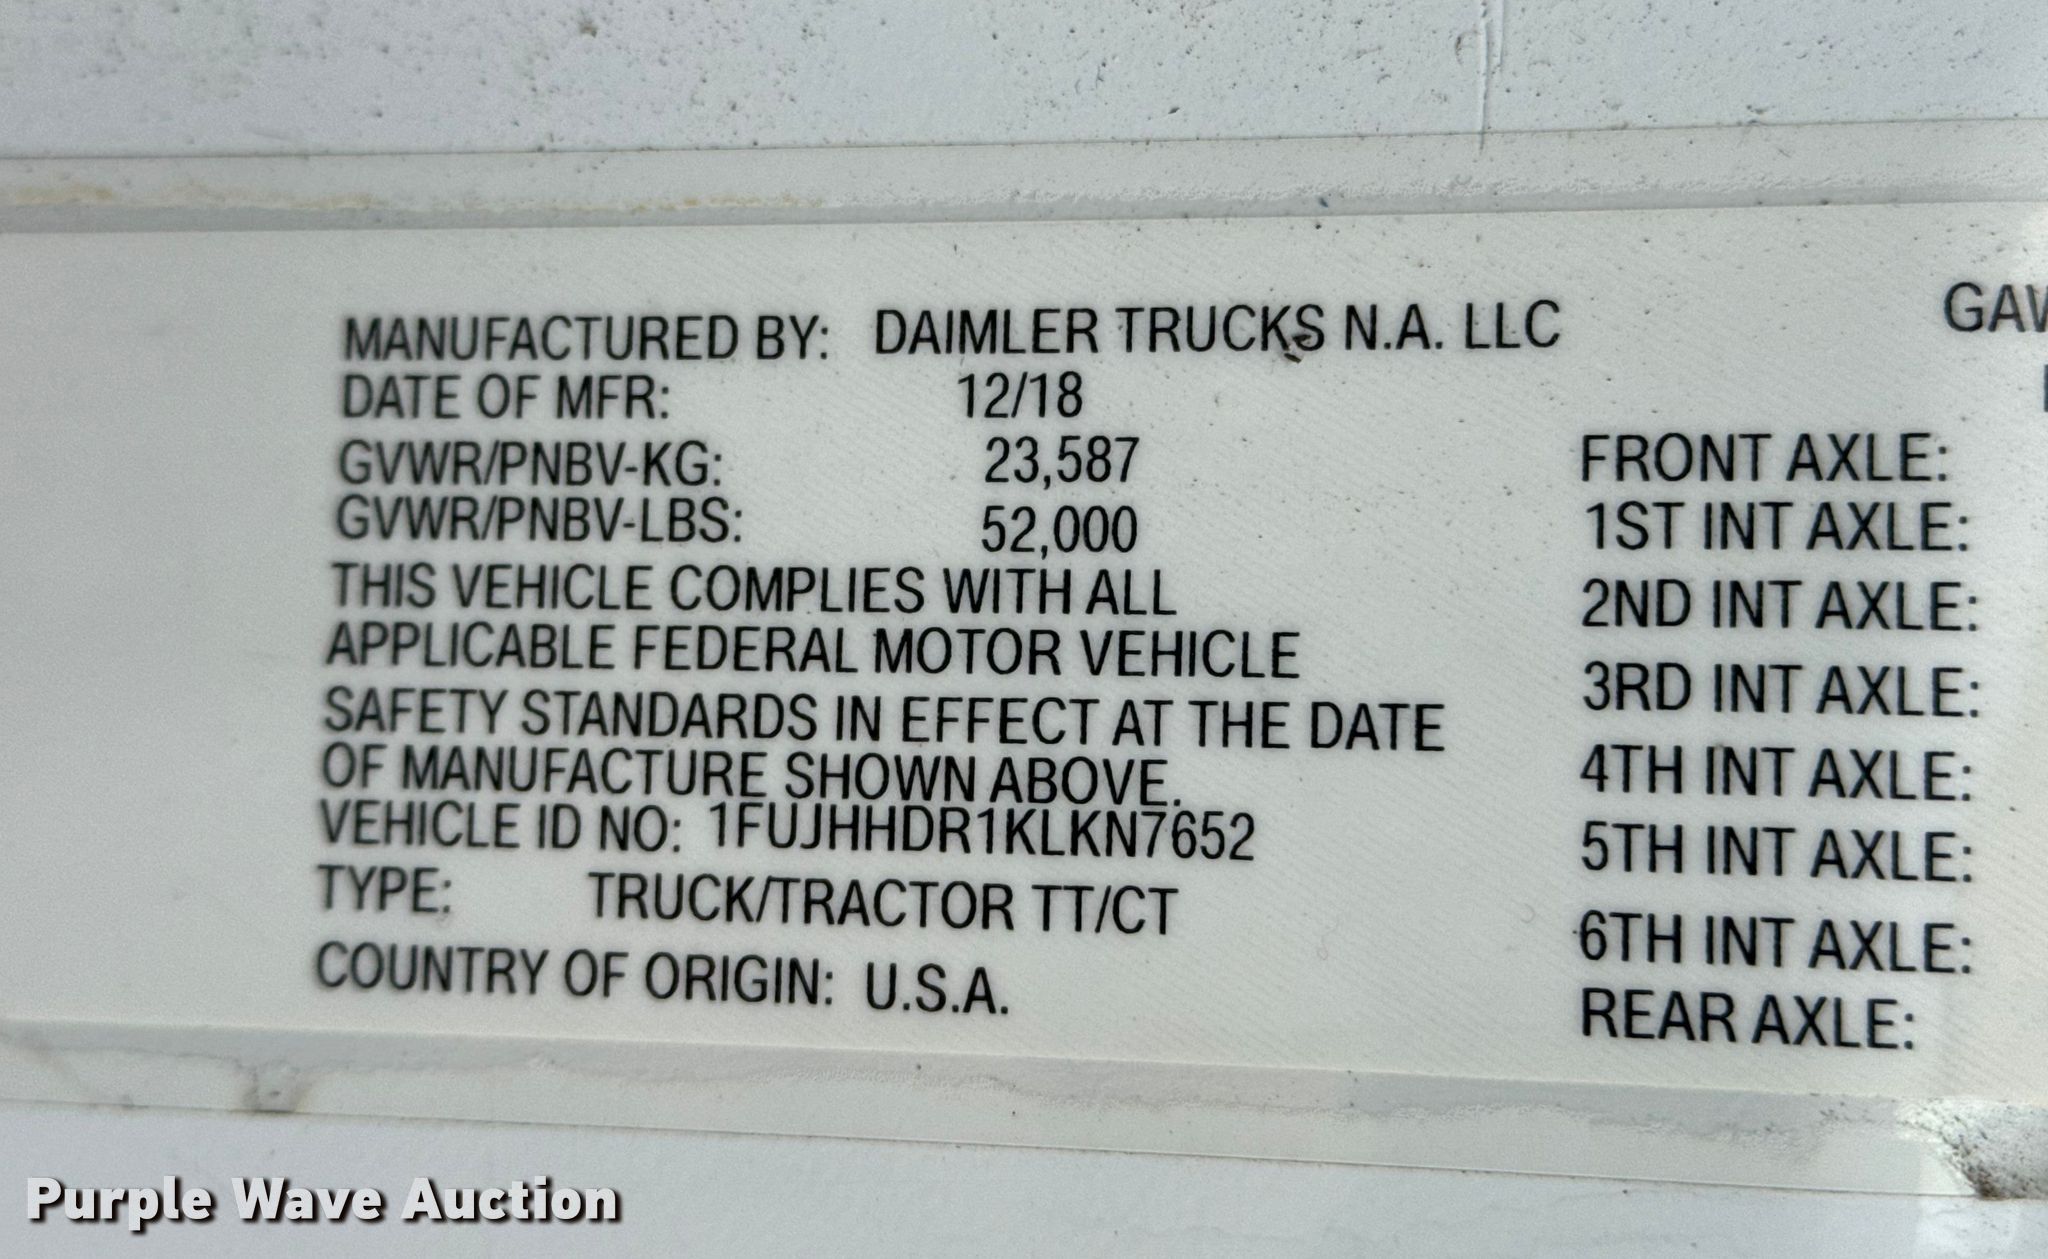 MANUFACTURED BY: DAIMLER TRUCKS N.A. LLC
DATE OF MFR: 12/18
GVWR/PNBV-KG: 23,587
GVWR/PNBV-LBS: 52,000
THIS VEHICLE COMPLIES WITH ALL
APPLICABLE FEDERAL MOTOR VEHICLE
SAFETY STANDARDS IN EFFECT AT THE DATE
OF MANUFACTURE SHOWN ABOVE.
VEHICLE ID NO: 1FUJHHDR1KLKN7652
TYPE: TRUCK/TRACTOR TT/CT
COUNTRY OF ORIGIN: U.S.A.
FRONT AXLE:
1ST INT AXLE:
2ND INT AXLE:
3RD INT AXLE:
4TH INT AXLE:
5TH INT AXLE:
6TH INT AXLE:
REAR AXLE:
Purple Wave Auction